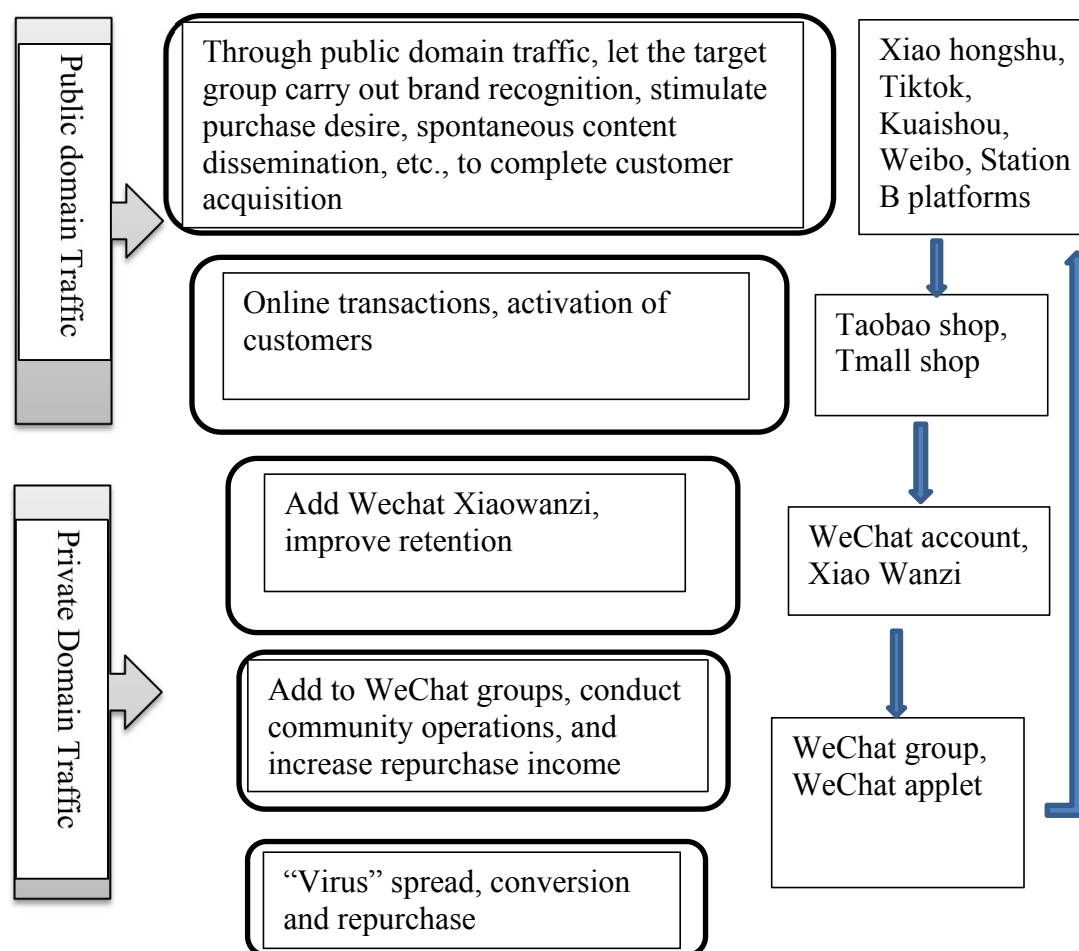 Public domain Traffic
Through public domain traffic, let the target
group carry out brand recognition, stimulate
purchase desire, spontaneous content
dissemination, etc., to complete customer
acquisition
Xiao hongshu,
Tiktok,
Kuaishou,
Weibo, Station
B platforms
Online transactions, activation of
customers
Taobao shop,
Tmall shop
Private Domain Traffic
Add Wechat Xiaowanzi,
improve retention
WeChat account,
Xiao Wanzi
Add to WeChat groups, conduct
community operations, and
increase repurchase income
WeChat group,
WeChat applet
“Virus” spread, conversion
and repurchase